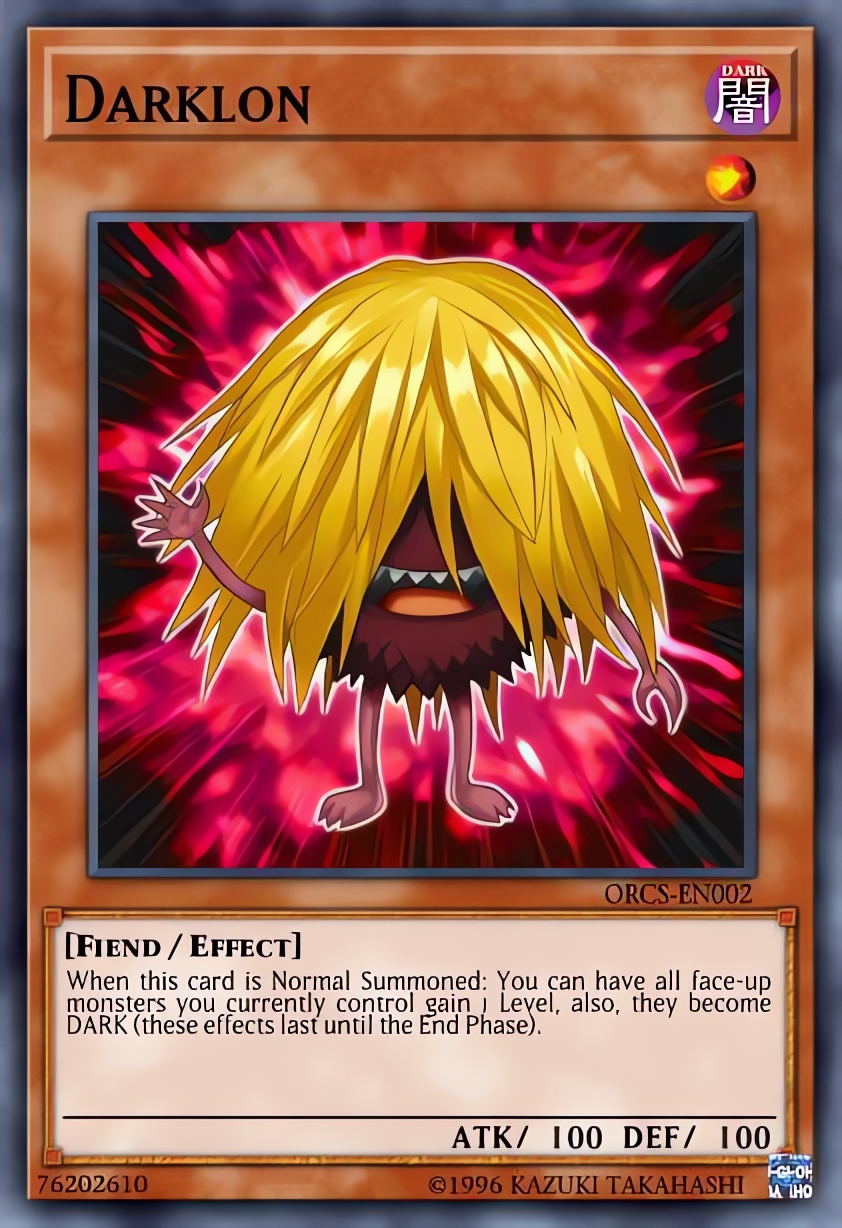 DARKLON
DARK
闇
ORCS-EN002
[FIEND / EFFECT]
When this card is Normal Summoned: You can have all face-up
monsters you currently control gain 1 Level, also, they become
DARK (these effects last until the End Phase).
ATK/ 100 DEF/ 100
76202610
©1996 KAZUKI TAKAHASHI